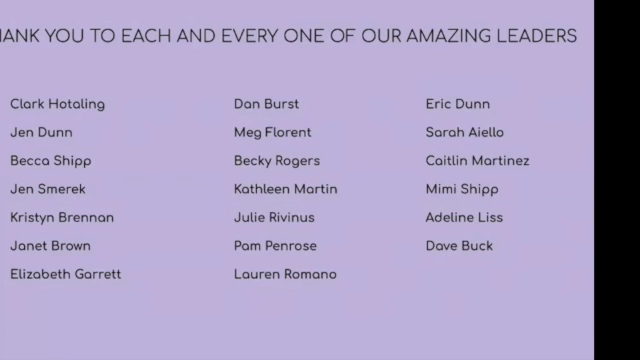 ANK YOU TO EACH AND EVERY ONE OF OUR AMAZING LEADERS
Clark Hotaling
Jen Dunn
Becca Shipp
Jen Smerek
Kristyn Brennan
Janet Brown
Elizabeth Garrett
Dan Burst
Meg Florent
Becky Rogers
Kathleen Martin
Julie Rivinus
Pam Penrose
Lauren Romano
Eric Dunn
Sarah Aiello
Caitlin Martinez
Mimi Shipp
Adeline Liss
Dave Buck